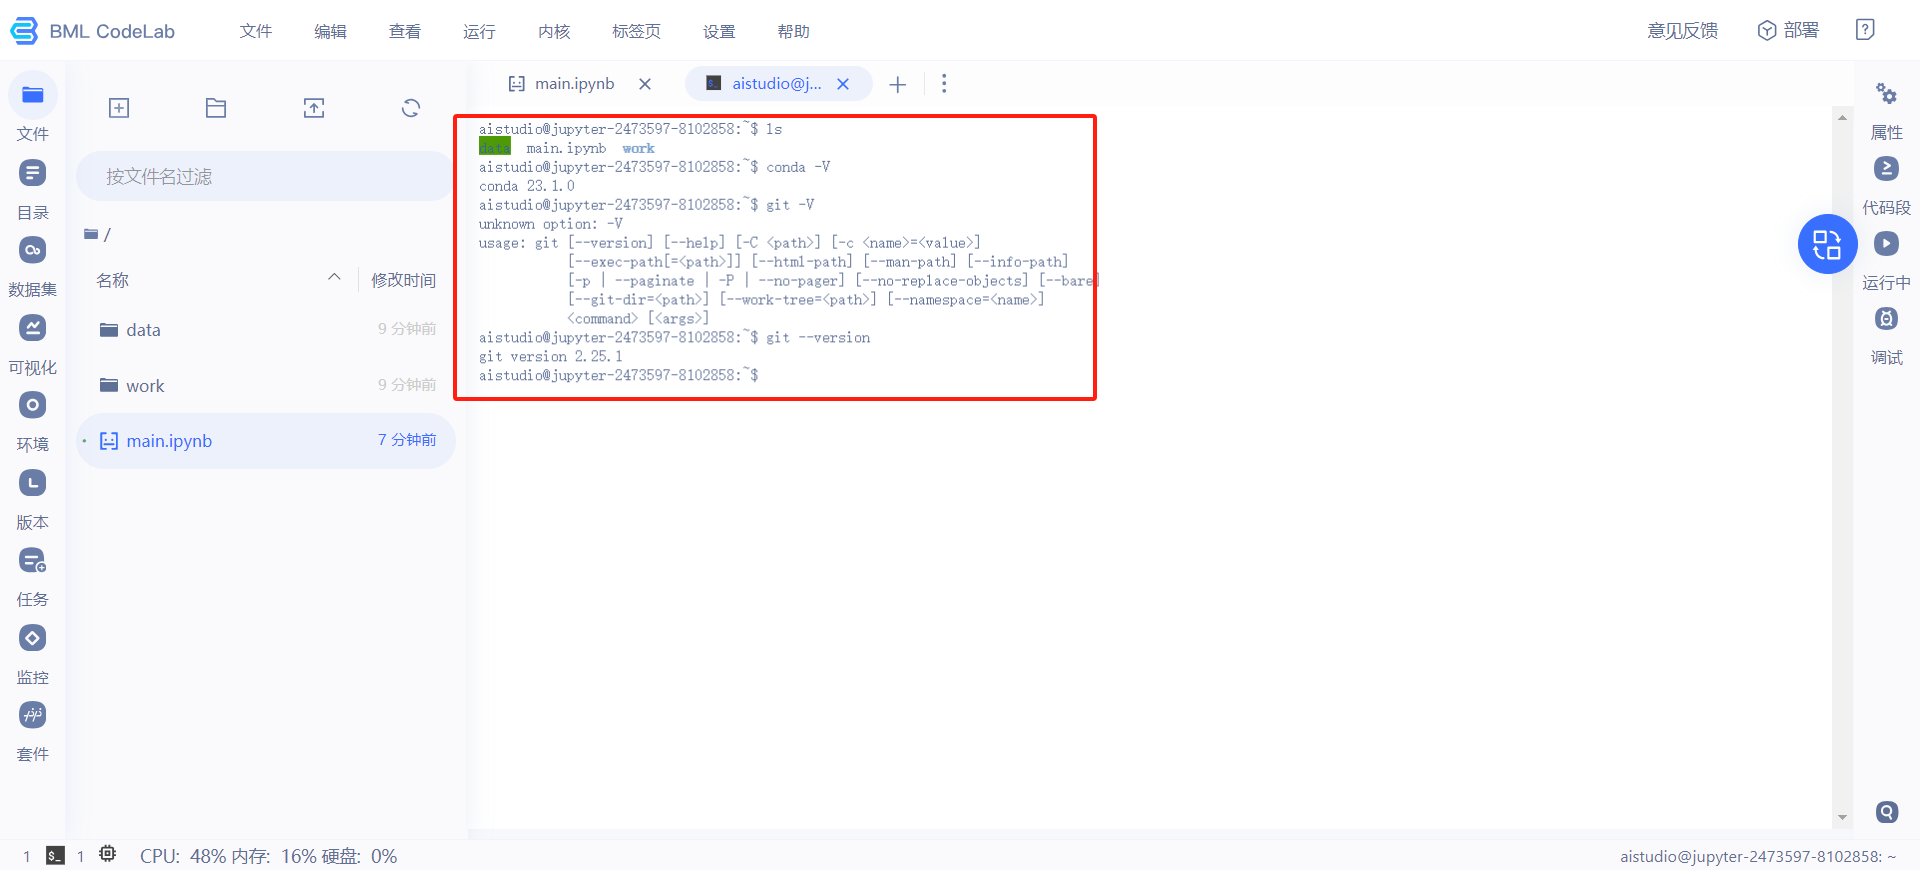 BML CodeLab
文件 编辑 查看 运行 内核 标签页 设置 帮助
意见反馈 部署
main.ipynb
aistudio@j...
文件
目录
数据集
可视化
环境
版本
任务
监控
套件
按文件名过滤
/
名称 修改时间
data 9 分钟前
work 9 分钟前
main.ipynb 7 分钟前
aistudio@jupyter-2473597-8102858:~$ ls
data main.ipynb work
aistudio@jupyter-2473597-8102858:~$ conda -V
conda 23.1.0
aistudio@jupyter-2473597-8102858:~$ git -V
unknown option: -V
usage: git [--version] [--help] [-C <path>] [-c <name>=<value>]
[--exec-path[=<path>]] [--html-path] [--man-path] [--info-path]
[-p | --paginate | -P | --no-pager] [--no-replace-objects] [--bare]
[--git-dir=<path>] [--work-tree=<path>] [--namespace=<name>]
<command> [<args>]
aistudio@jupyter-2473597-8102858:~$ git --version
git version 2.25.1
aistudio@jupyter-2473597-8102858:~$
属性
代码段
运行中
调试
1 $_ 1 CPU: 48% 内存: 16% 硬盘: 0%
aistudio@jupyter-2473597-8102858: ~